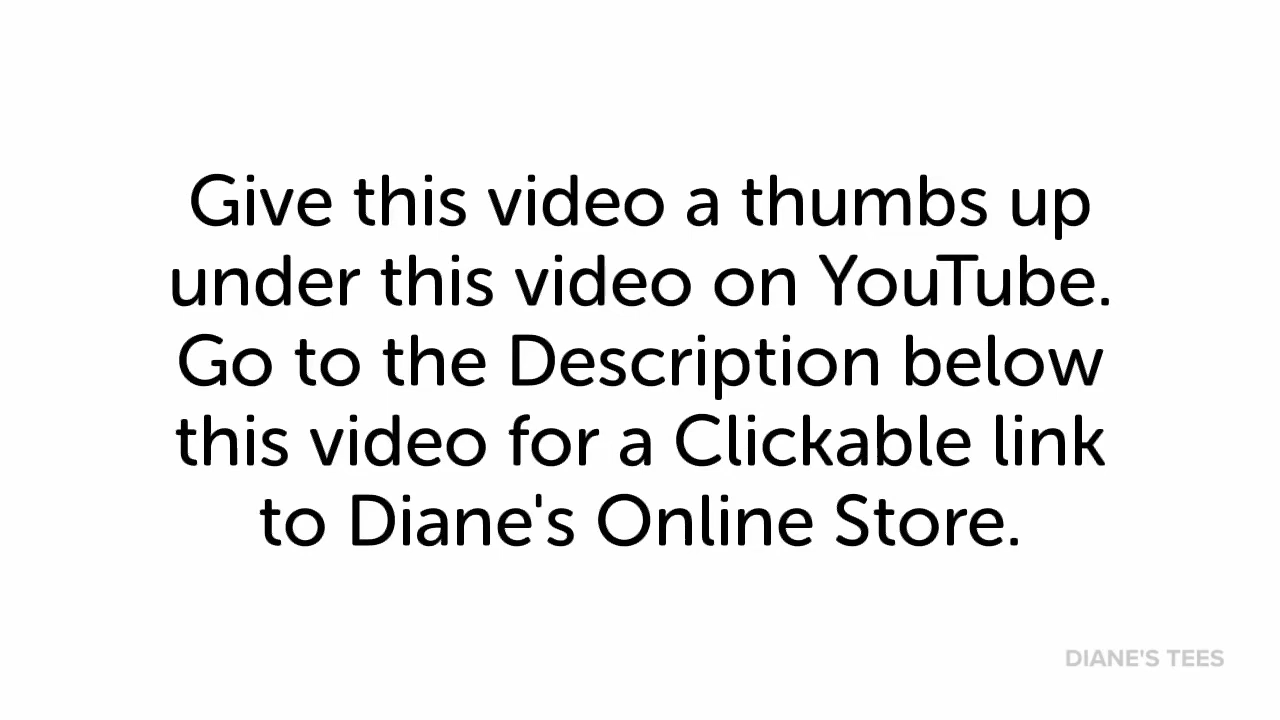 Give this video a thumbs up
under this video on YouTube.
Go to the Description below
this video for a Clickable link
to Diane's Online Store.
DIANE'S TEES